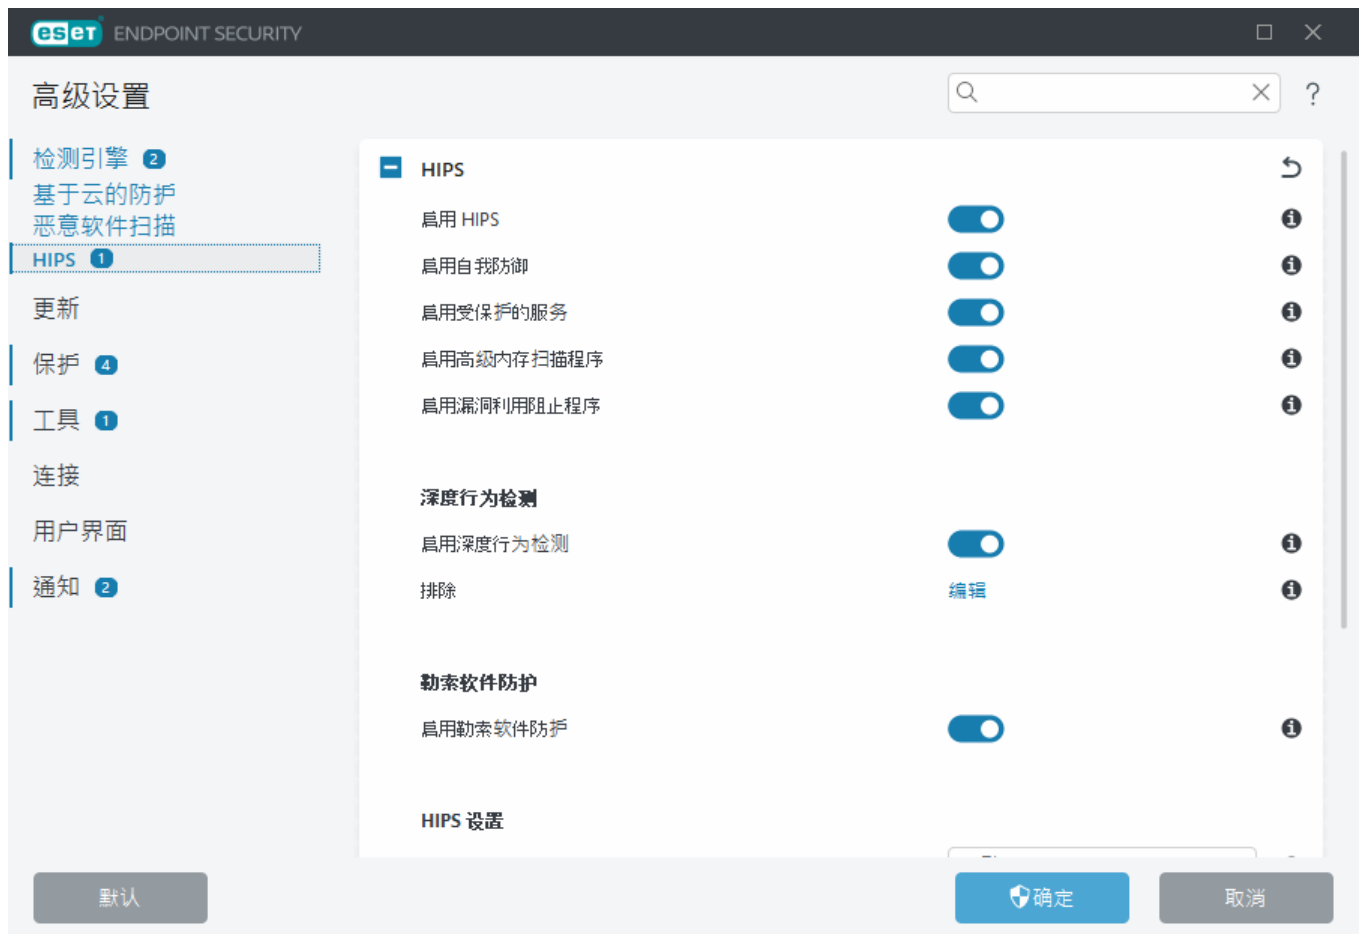 eset ENDPOINT SECURITY
高级设置
?
检测引擎 2
基于云的防护
恶意软件扫描
HIPS 1
更新
保护 4
工具 1
连接
用户界面
通知 2
HIPS
启用 HIPS
启用自我防御
启用受保护的服务
启用高级内存扫描程序
启用漏洞利用阻止程序
深度行为检测
启用深度行为检测
排除 编辑
勒索软件防护
启用勒索软件防护
HIPS 设置
默认 确定 取消